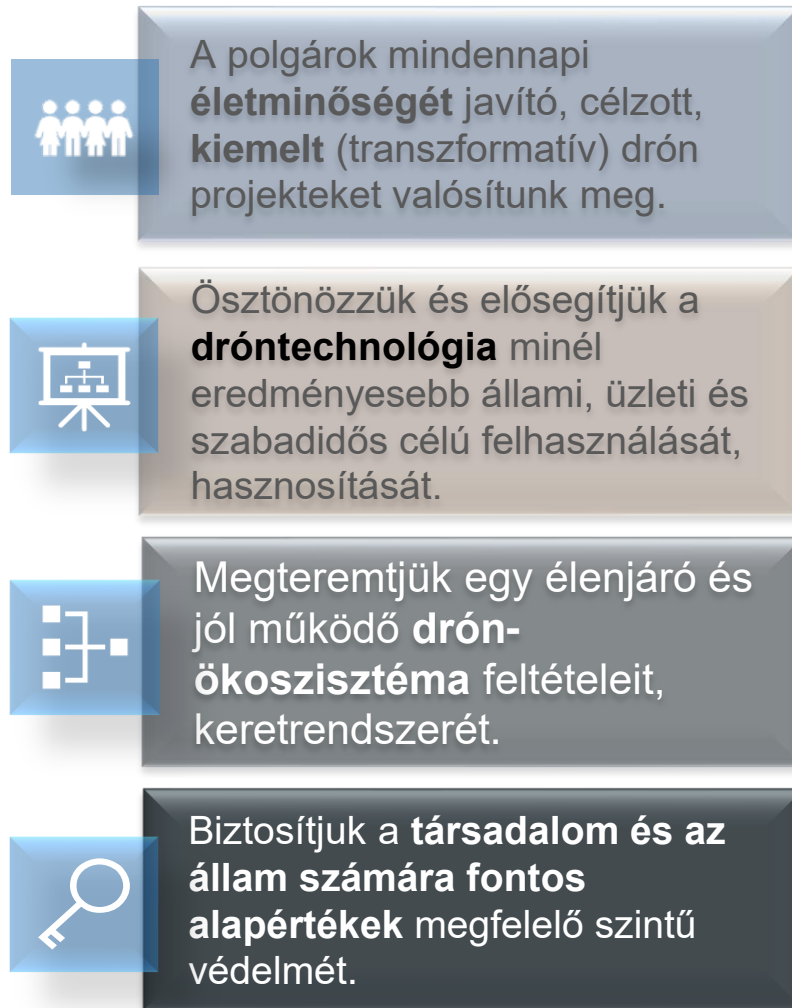 A polgárok mindennapi
életminőségét javító, célzott,
kiemelt (transzformatív) drón
projekteket valósítunk meg.
Ösztönözzük és elősegítjük a
dróntechnológia minél
eredményesebb állami, üzleti és
szabadidős célú felhasználását,
hasznosítását.
Megteremtjük egy élenjáró és
jól működő drón-
ökoszisztéma feltételeit,
keretrendszerét.
Biztosítjuk a társadalom és az
állam számára fontos
alapértékek megfelelő szintű
védelmét.